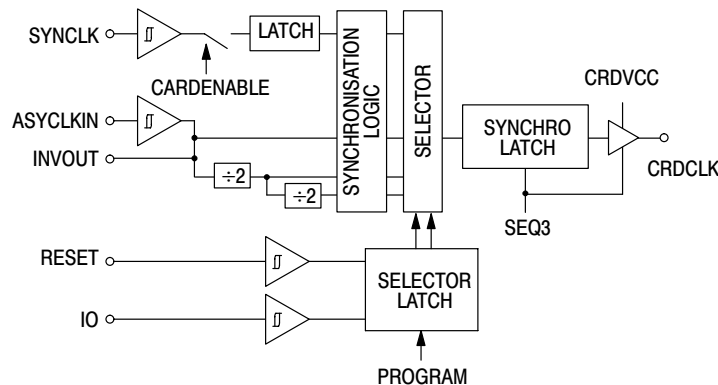 SYNCLK
LATCH
CARDENABLE
ASYCLKIN
INVOUT
÷2
÷2
SYNCHRONISATION
LOGIC
SELECTOR
SYNCHRO
LATCH
CRDVCC
CRDCLK
SEQ3
RESET
IO
SELECTOR
LATCH
PROGRAM